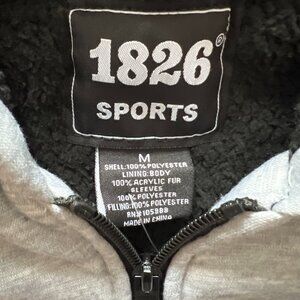 1826®
SPORTS
M
SHELL:100% POLYESTER
LINING: BODY
100% ACRYLIC FUR
SLEEVES
100% POLYESTER
FILLING:100% POLYESTER
RN# 105988
MADE IN CHINA